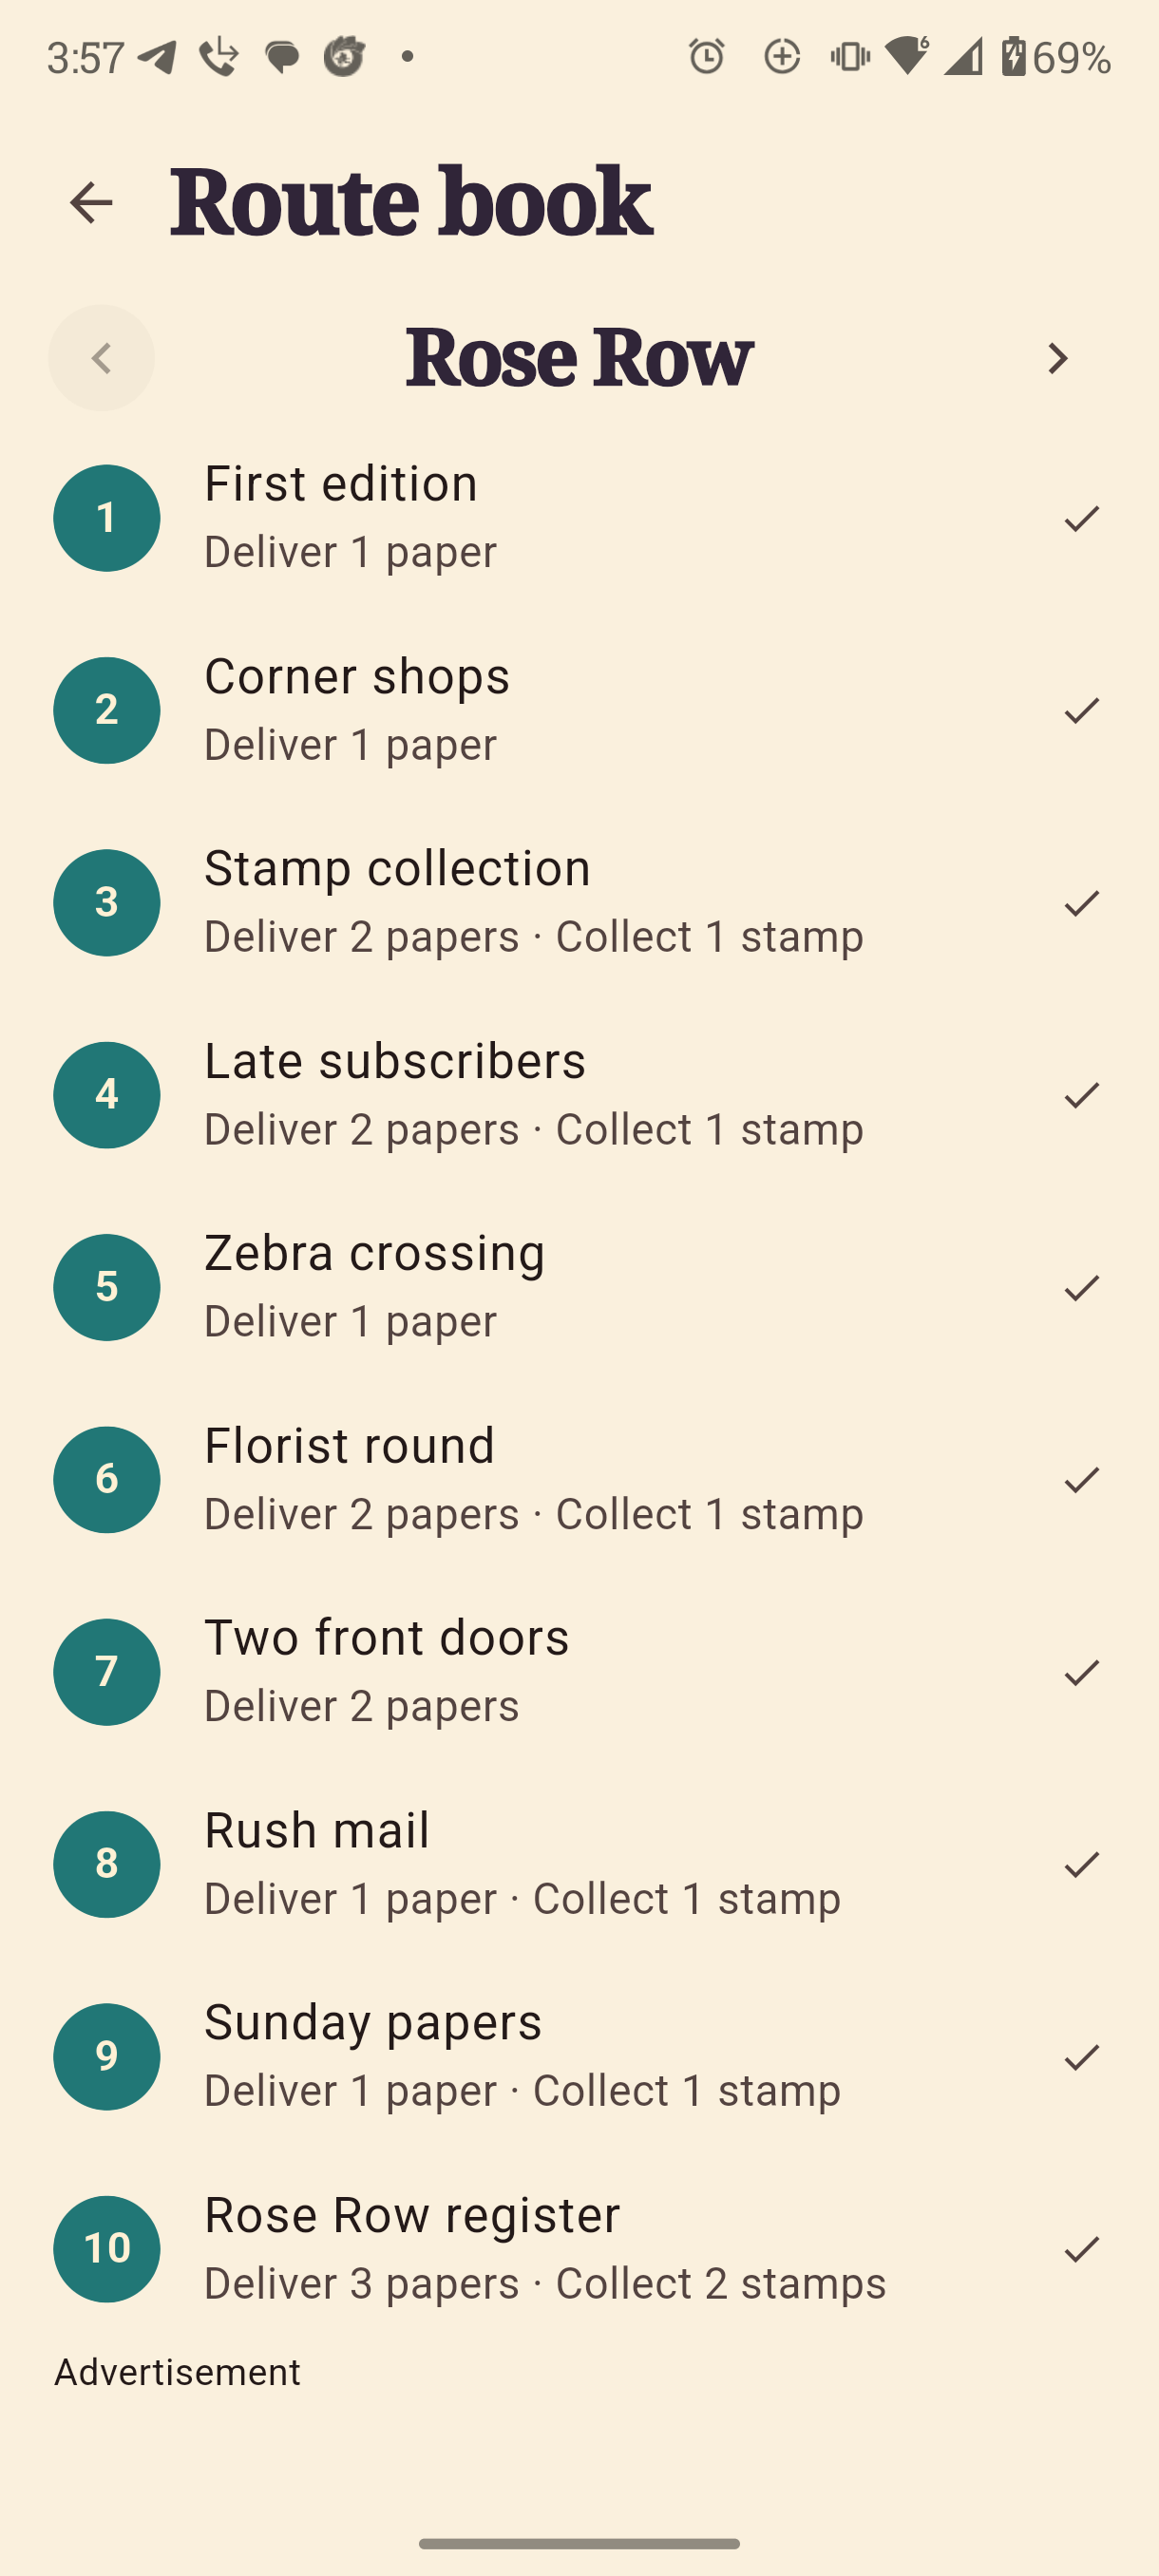 3:57 69%
Route book
Rose Row
1
First edition
Deliver 1 paper
2
Corner shops
Deliver 1 paper
3
Stamp collection
Deliver 2 papers · Collect 1 stamp
4
Late subscribers
Deliver 2 papers · Collect 1 stamp
5
Zebra crossing
Deliver 1 paper
6
Florist round
Deliver 2 papers · Collect 1 stamp
7
Two front doors
Deliver 2 papers
8
Rush mail
Deliver 1 paper · Collect 1 stamp
9
Sunday papers
Deliver 1 paper · Collect 1 stamp
10
Rose Row register
Deliver 3 papers · Collect 2 stamps
Advertisement